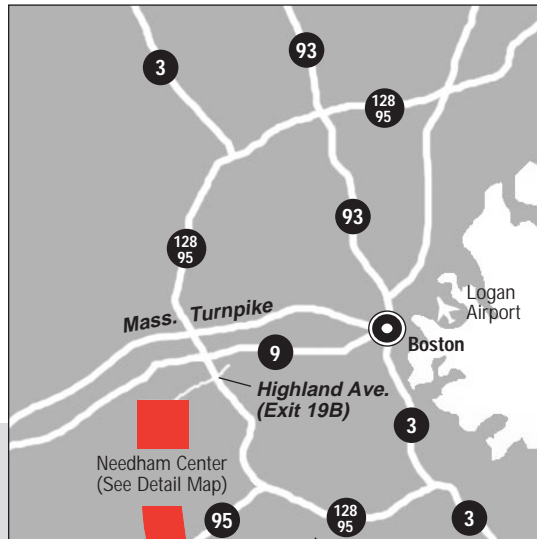 93
3
128
95
93
128
95
Logan
Airport
Mass. Turnpike
Boston
9
Highland Ave.
(Exit 19B)
3
Needham Center
(See Detail Map)
95
128
95
3